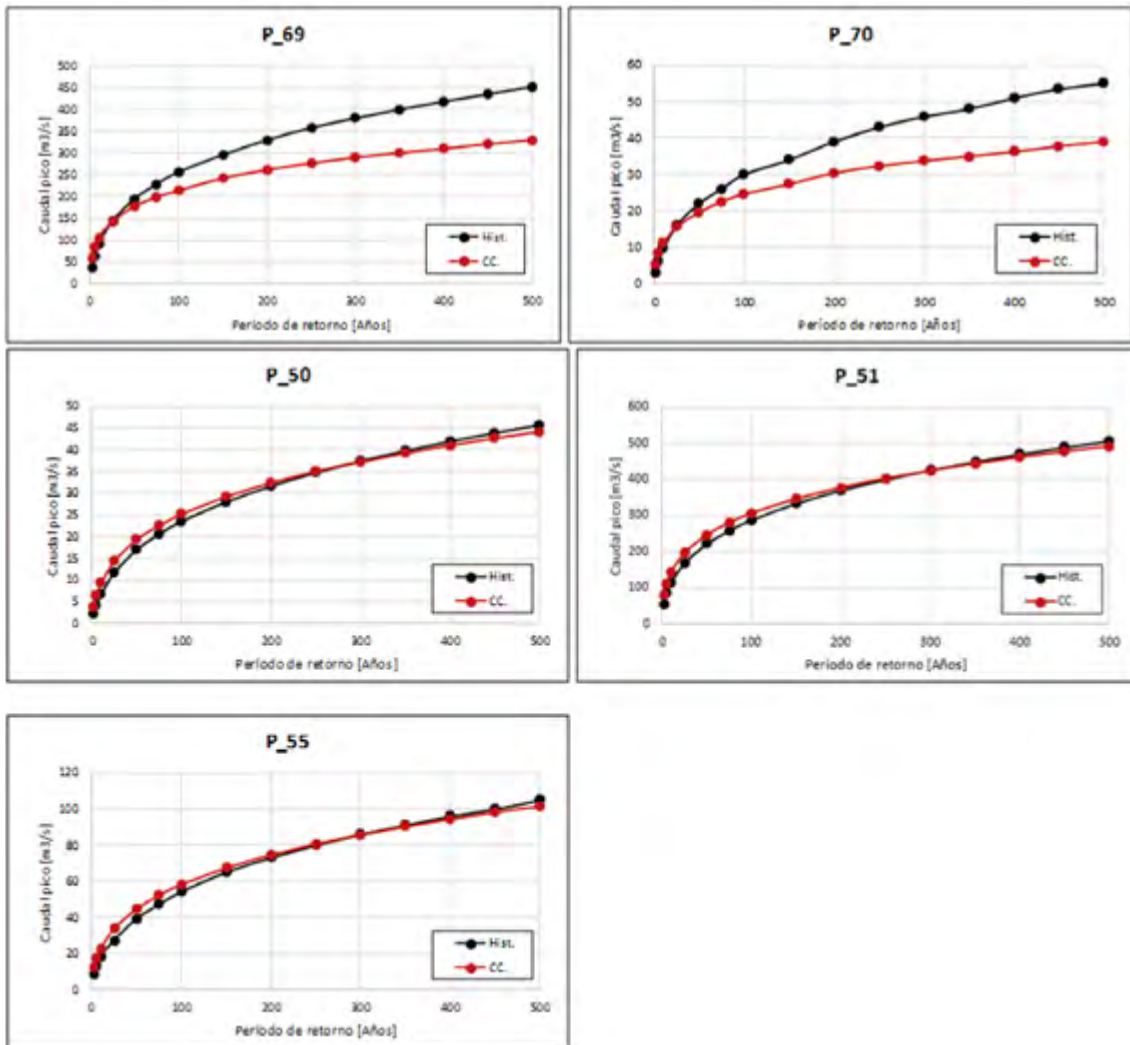 P_69
Caudal pico [m3/s]
500
450
400
350
300
250
200
150
100
50
0
0 100 200 300 400 500
Período de retorno [Años]
Hist.
CC.
P_70
Caudal pico [m3/s]
60
50
40
30
20
10
0
0 100 200 300 400 500
Período de retorno [Años]
Hist.
CC.
P_50
Caudal pico [m3/s]
50
45
40
35
30
25
20
15
10
5
0
0 100 200 300 400 500
Período de retorno [Años]
Hist.
CC.
P_51
Caudal pico [m3/s]
600
500
400
300
200
100
0
0 100 200 300 400 500
Período de retorno [Años]
Hist.
CC.
P_55
Caudal pico [m3/s]
120
100
80
60
40
20
0
0 100 200 300 400 500
Período de retorno [Años]
Hist.
CC.